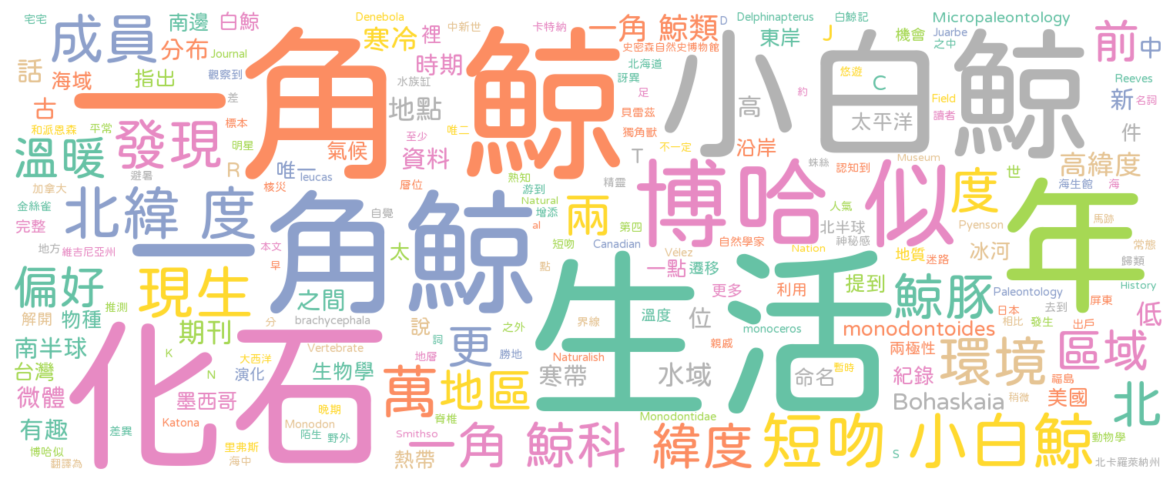 宅宅
成員
南邊
白鯨
Denebola
中新世
卡特納
一角 鯨類
D
Delphinapterus
白鯨記
Micropaleontology
話
海域
分布
Journal
寒冷
裡
史密森自然史博物館
東岸
J
機會
Juarbe
之中
前
中
指出
觀察到
時期
北海道
訝異
悠遊
C
Reeves
古
一角
鯨
水族缸
足
小白鯨
約
Field
新
名詞
和派恩森
平常
差
標本
地點
貝雷茲
高
太平洋
讀者
件
溫暖
發現
明星
氣候
至少
唯二
獨角獸
T
不一定
沿岸
高緯度
加拿大
避暑
R
唯一
leucas
資料
熟知
蛛絲
認知到
Museum
世
海生館
海
金絲雀
核災
層位
游到
精靈
博哈
似
度
年
完整
北緯 度
角鯨
自覺
Natural
增添
al
兩
第四
人氣
北半球
Pyenson
馬跡
地方
維吉尼亞州
本文
早
太
短吻
Canadian
自然學家
神秘感
Nation
地質
迷路
冰河
常態
歸類
偏好
現生
之間
點
生活
一點
Vélez
遷移
提到
鯨豚
Paleontology
去到
History
屏東
推測
解開
物種
期刊
分
brachycephala
說
更
之外
界線
溫度
位
更多
利用
monoceros
monodontoides
日本
相比
發生
出戶
低
南半球
K
大西洋
Vertebrate
詞
地層
勝地
Naturalish
親戚
兩極性
環境
區域
台灣
N
演化
生物學
萬
地區
寒帶
水域
命名
暫時
紀錄
福島
微體
化石
墨西哥
晚期
脊椎
Monodontidae
Bohaskaia
稍微
美國
北
有趣
差異
Katona
Monodon
陌生
野外
Smithso
一角 鯨科
緯度
短吻 小白鯨
動物學
博哈似
翻譯為
里弗斯
海中
熱帶
S
北卡羅萊納州